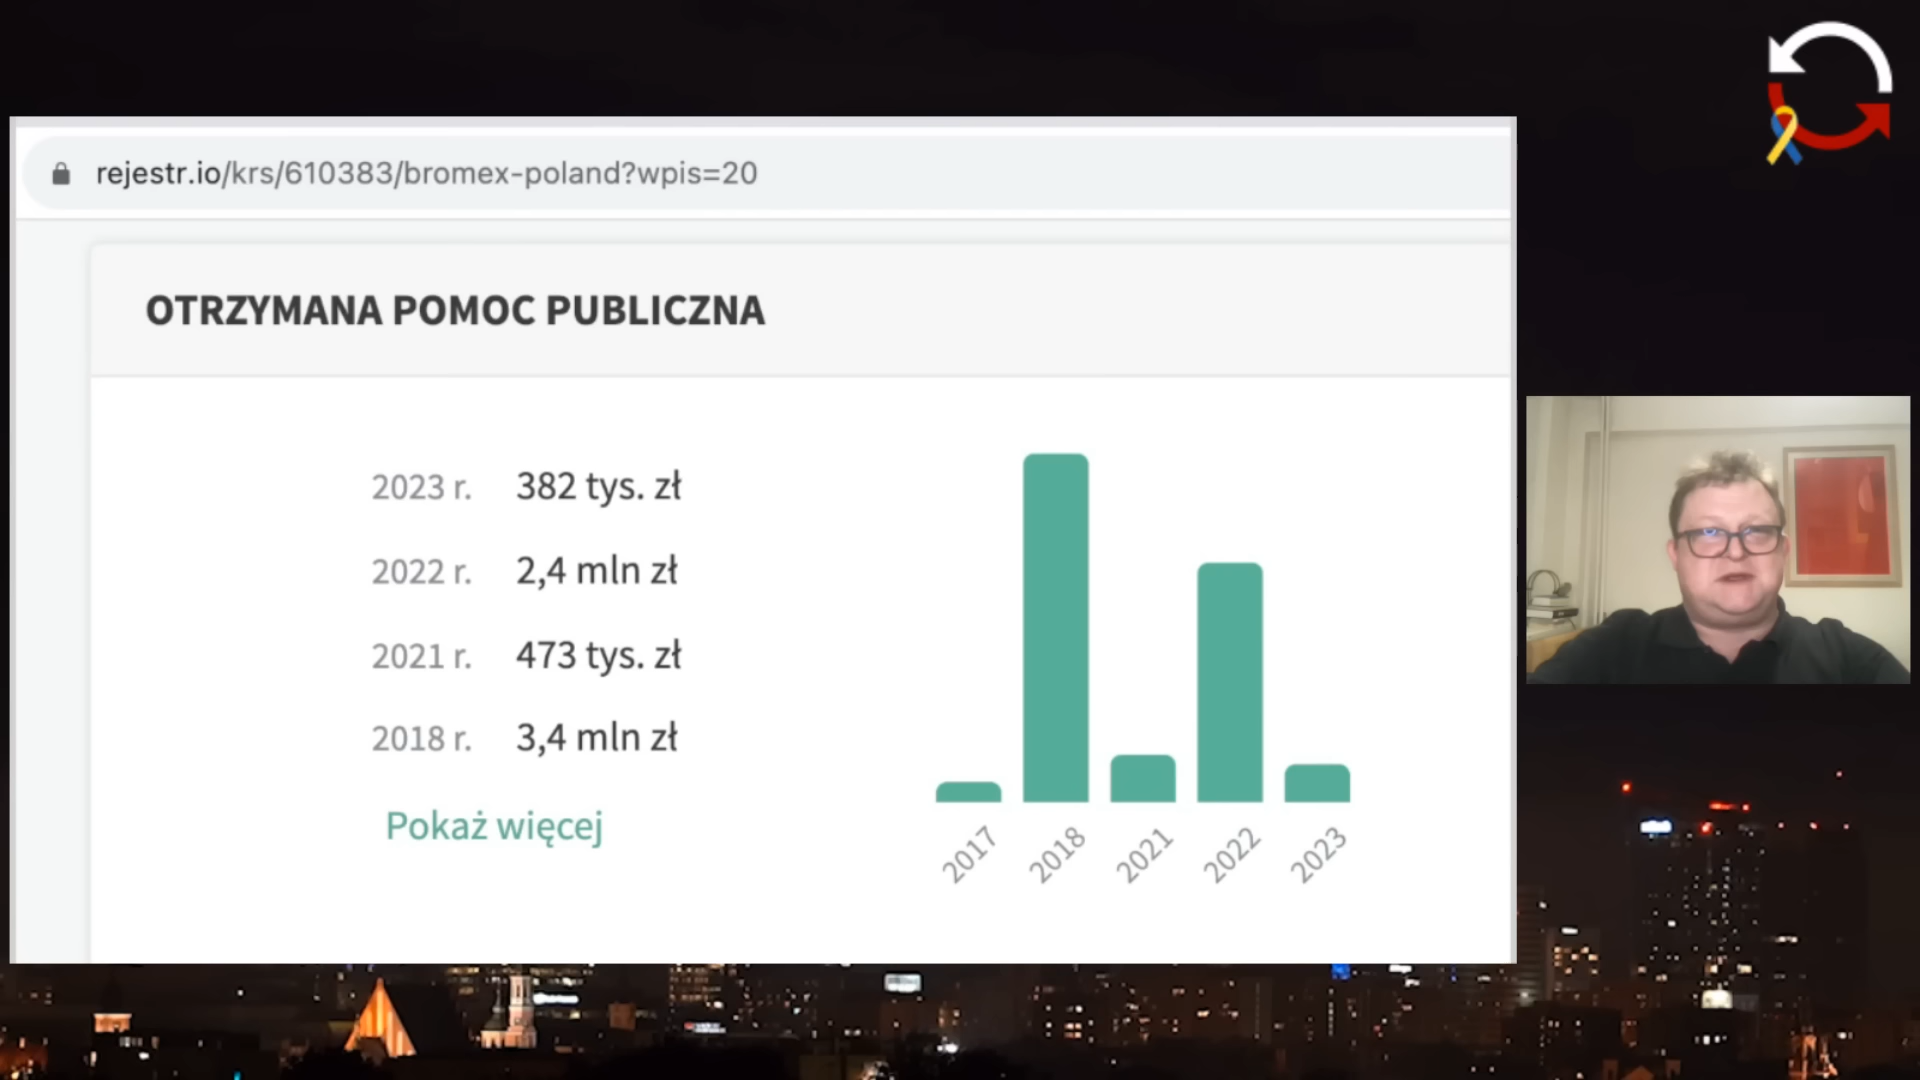 rejestr.io/krs/610383/bromex-poland?wpis=20
OTRZYMANA POMOC PUBLICZNA
2023 r. 382 tys. zł
2022 r. 2,4 mln zł
2021 r. 473 tys. zł
2018 r. 3,4 mln zł
Pokaż więcej
2017 2018 2021 2022 2023